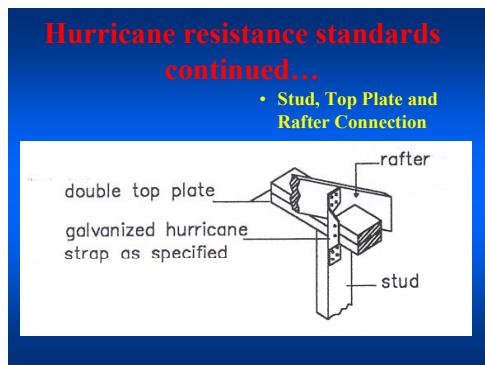 Hurricane resistance standards
continued…
• Stud, Top Plate and
Rafter Connection
rafter
double top plate
galvanized hurricane
strap as specified
stud